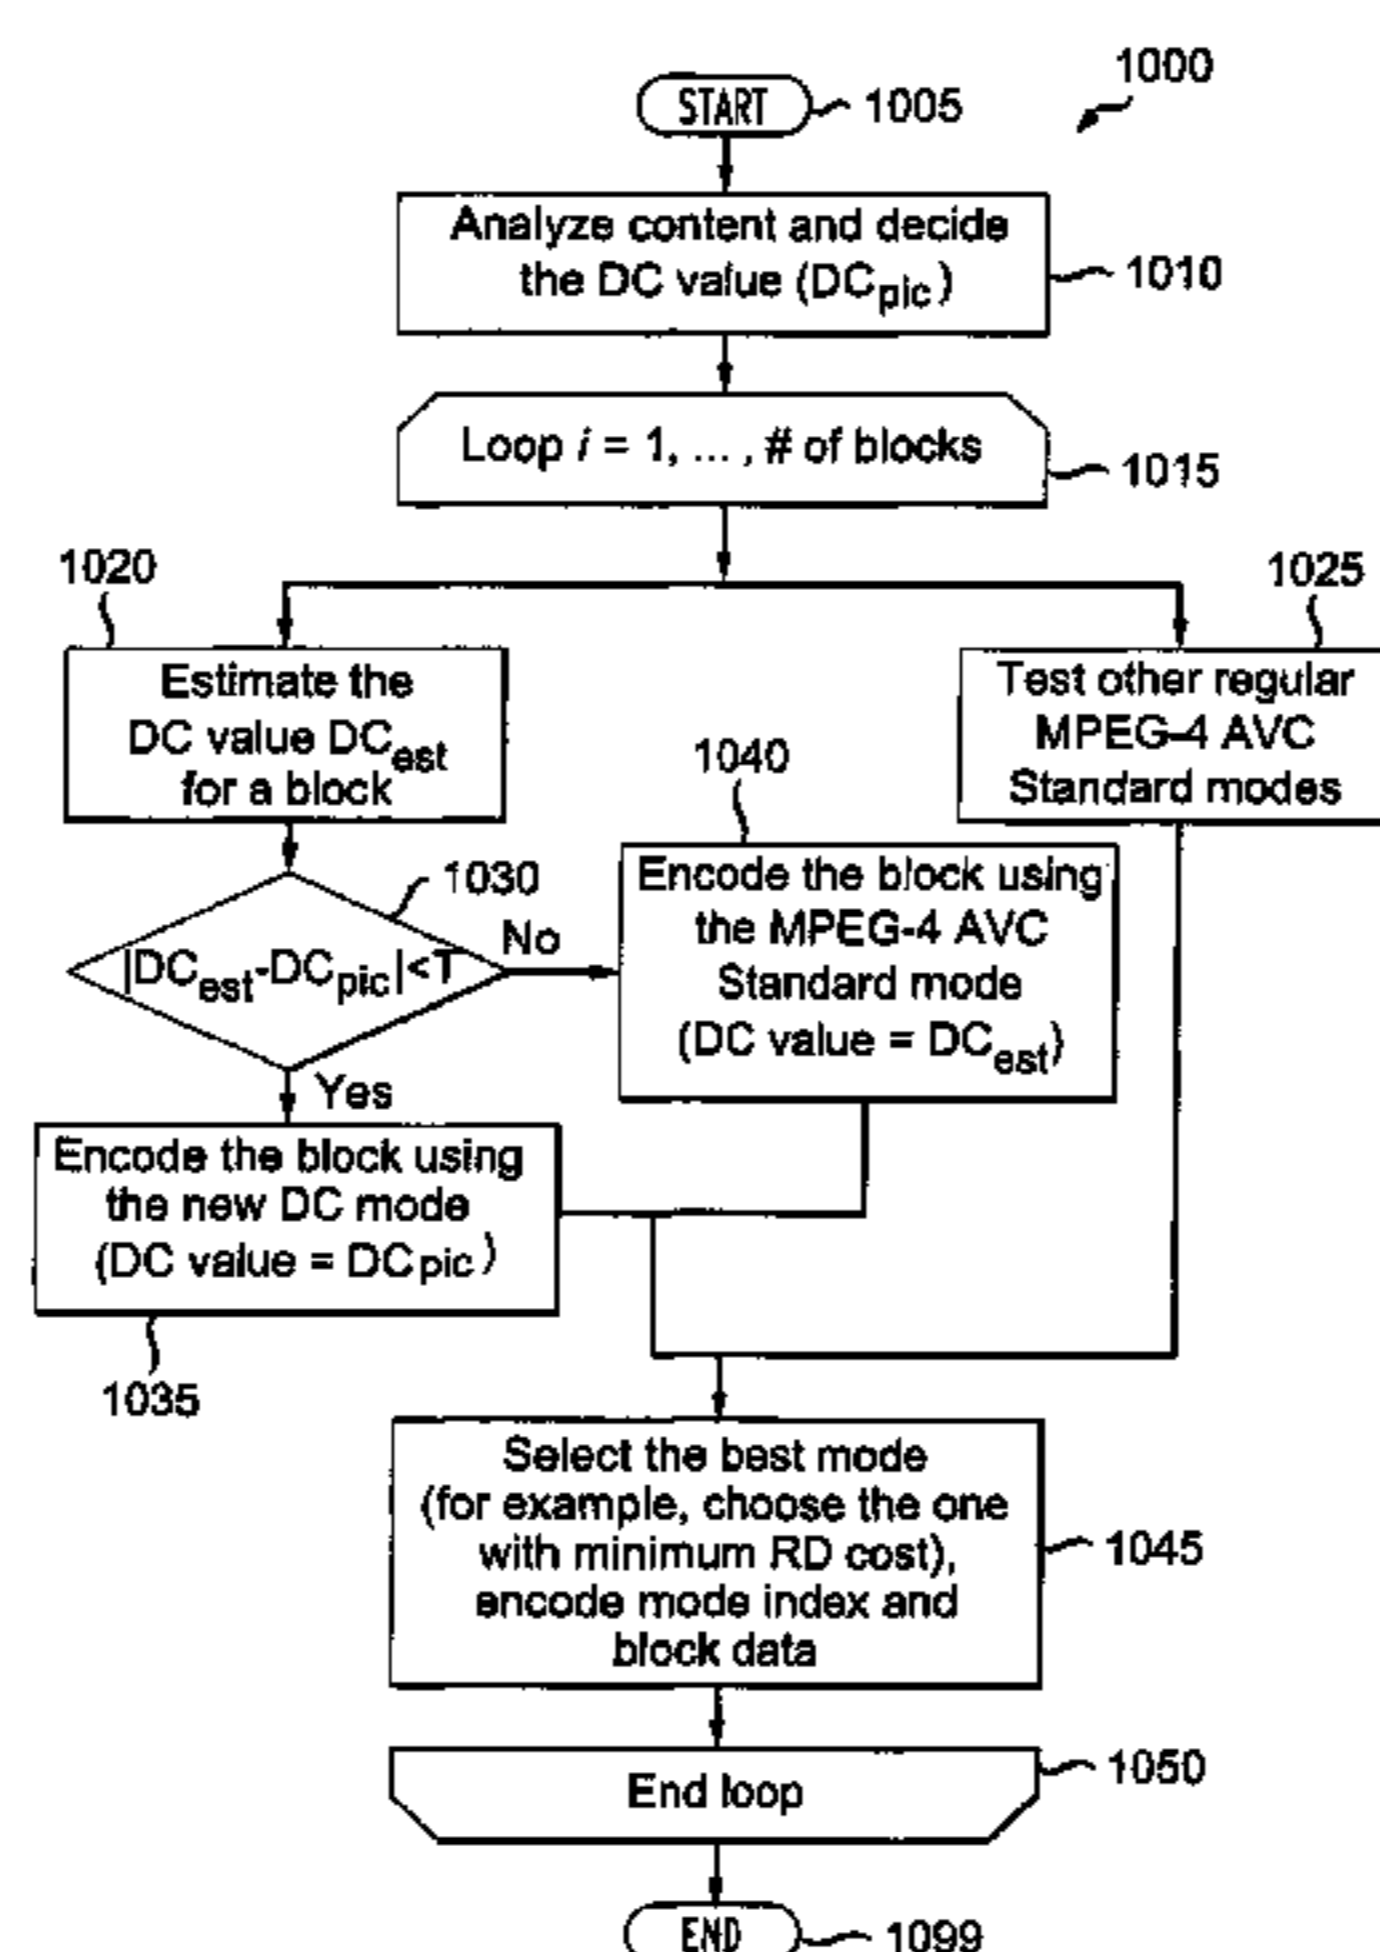 1000
START
1005
Analyze content and decide
the DC value (DCpic)
1010
Loop i = 1, ... , # of blocks
1015
1020
1025
Estimate the
DC value DCest
for a block
Test other regular
MPEG-4 AVC
Standard modes
1040
1030
Encode the block using
the MPEG-4 AVC
Standard mode
(DC value = DCest)
No
|DCest-DCpic|<T
Yes
Encode the block using
the new DC mode
(DC value = DCpic)
1035
Select the best mode
(for example, choose the one
with minimum RD cost),
encode mode index and
block data
1045
End loop
1050
END
1099